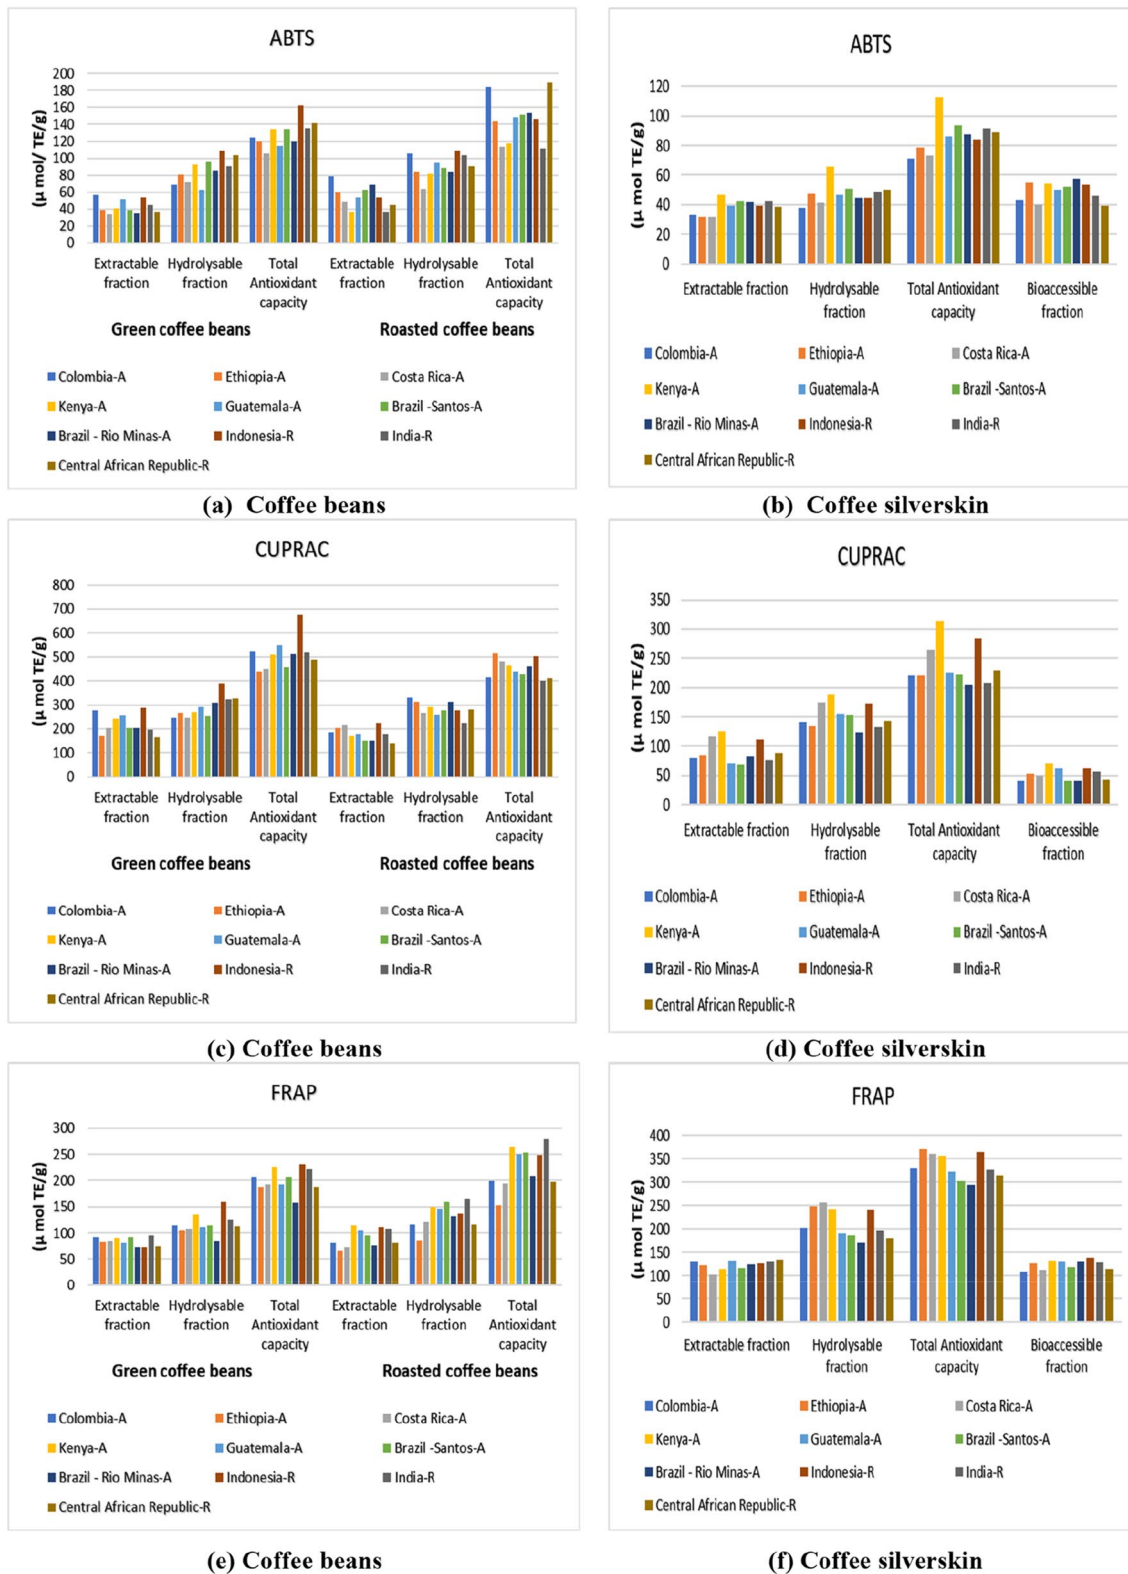 ABTS
(µ mol/ TE/g)
200
180
160
140
120
100
80
60
40
20
0
Extractable fraction
Hydrolysable fraction
Total Antioxidant capacity
Extractable fraction
Hydrolysable fraction
Total Antioxidant capacity
Green coffee beans
Roasted coffee beans
Colombia-A
Ethiopia-A
Costa Rica-A
Kenya-A
Guatemala-A
Brazil -Santos-A
Brazil - Rio Minas-A
Indonesia-R
India-R
Central African Republic-R
(a) Coffee beans
ABTS
(µ mol TE/g)
120
100
80
60
40
20
0
Extractable fraction
Hydrolysable fraction
Total Antioxidant capacity
Bioaccessible fraction
Colombia-A
Ethiopia-A
Costa Rica-A
Kenya-A
Guatemala-A
Brazil -Santos-A
Brazil - Rio Minas-A
Indonesia-R
India-R
Central African Republic-R
(b) Coffee silverskin
CUPRAC
(µ mol TE/g)
800
700
600
500
400
300
200
100
0
Extractable fraction
Hydrolysable fraction
Total Antioxidant capacity
Extractable fraction
Hydrolysable fraction
Total Antioxidant capacity
Green coffee beans
Roasted coffee beans
Colombia-A
Ethiopia-A
Costa Rica-A
Kenya-A
Guatemala-A
Brazil -Santos-A
Brazil - Rio Minas-A
Indonesia-R
India-R
Central African Republic-R
(c) Coffee beans
CUPRAC
(µ mol TE/g)
350
300
250
200
150
100
50
0
Extractable fraction
Hydrolysable fraction
Total Antioxidant capacity
Bioaccessible fraction
Colombia-A
Ethiopia-A
Costa Rica-A
Kenya-A
Guatemala-A
Brazil -Santos-A
Brazil - Rio Minas-A
Indonesia-R
India-R
Central African Republic-R
(d) Coffee silverskin
FRAP
(µ mol TE/g)
300
250
200
150
100
50
0
Extractable fraction
Hydrolysable fraction
Total Antioxidant capacity
Extractable fraction
Hydrolysable fraction
Total Antioxidant capacity
Green coffee beans
Roasted coffee beans
Colombia-A
Ethiopia-A
Costa Rica-A
Kenya-A
Guatemala-A
Brazil -Santos-A
Brazil - Rio Minas-A
Indonesia-R
India-R
Central African Republic-R
(e) Coffee beans
FRAP
(µ mol TE/g)
400
350
300
250
200
150
100
50
0
Extractable fraction
Hydrolysable fraction
Total Antioxidant capacity
Bioaccessible fraction
Colombia-A
Ethiopia-A
Costa Rica-A
Kenya-A
Guatemala-A
Brazil -Santos-A
Brazil - Rio Minas-A
Indonesia-R
India-R
Central African Republic-R
(f) Coffee silverskin